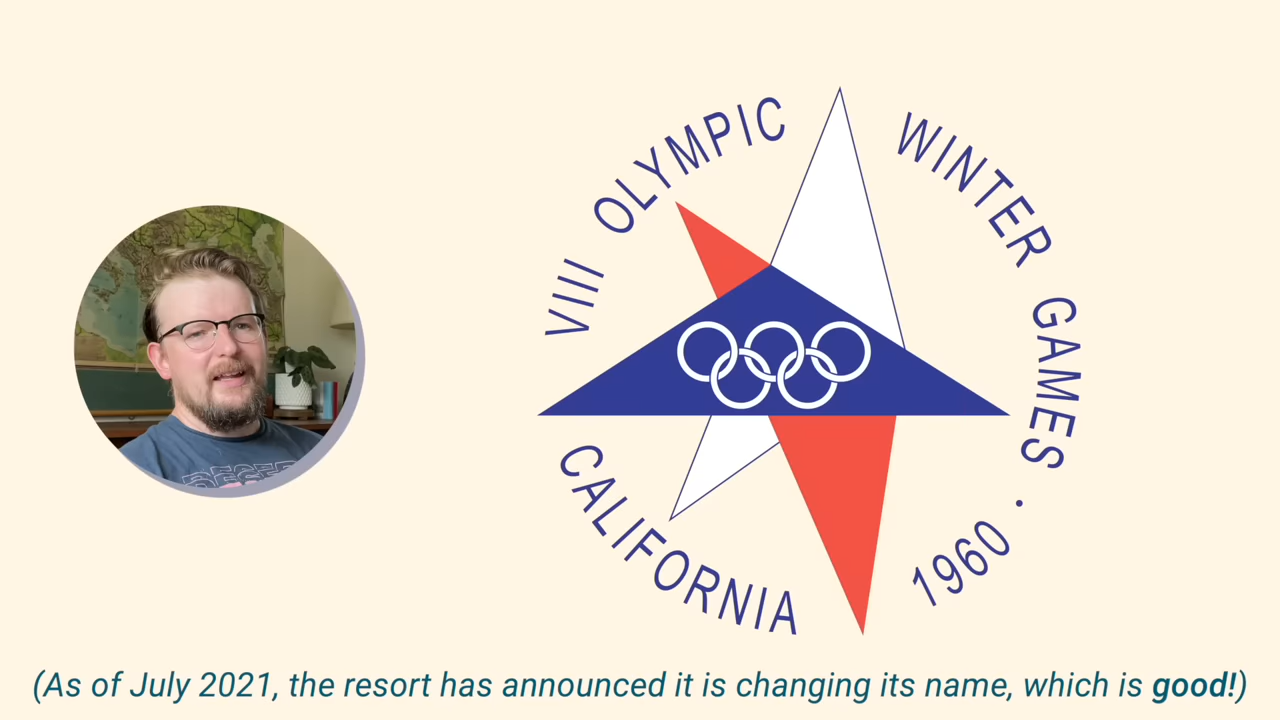 VIII OLYMPIC WINTER GAMES · 1960
CALIFORNIA
(As of July 2021, the resort has announced it is changing its name, which is good!)